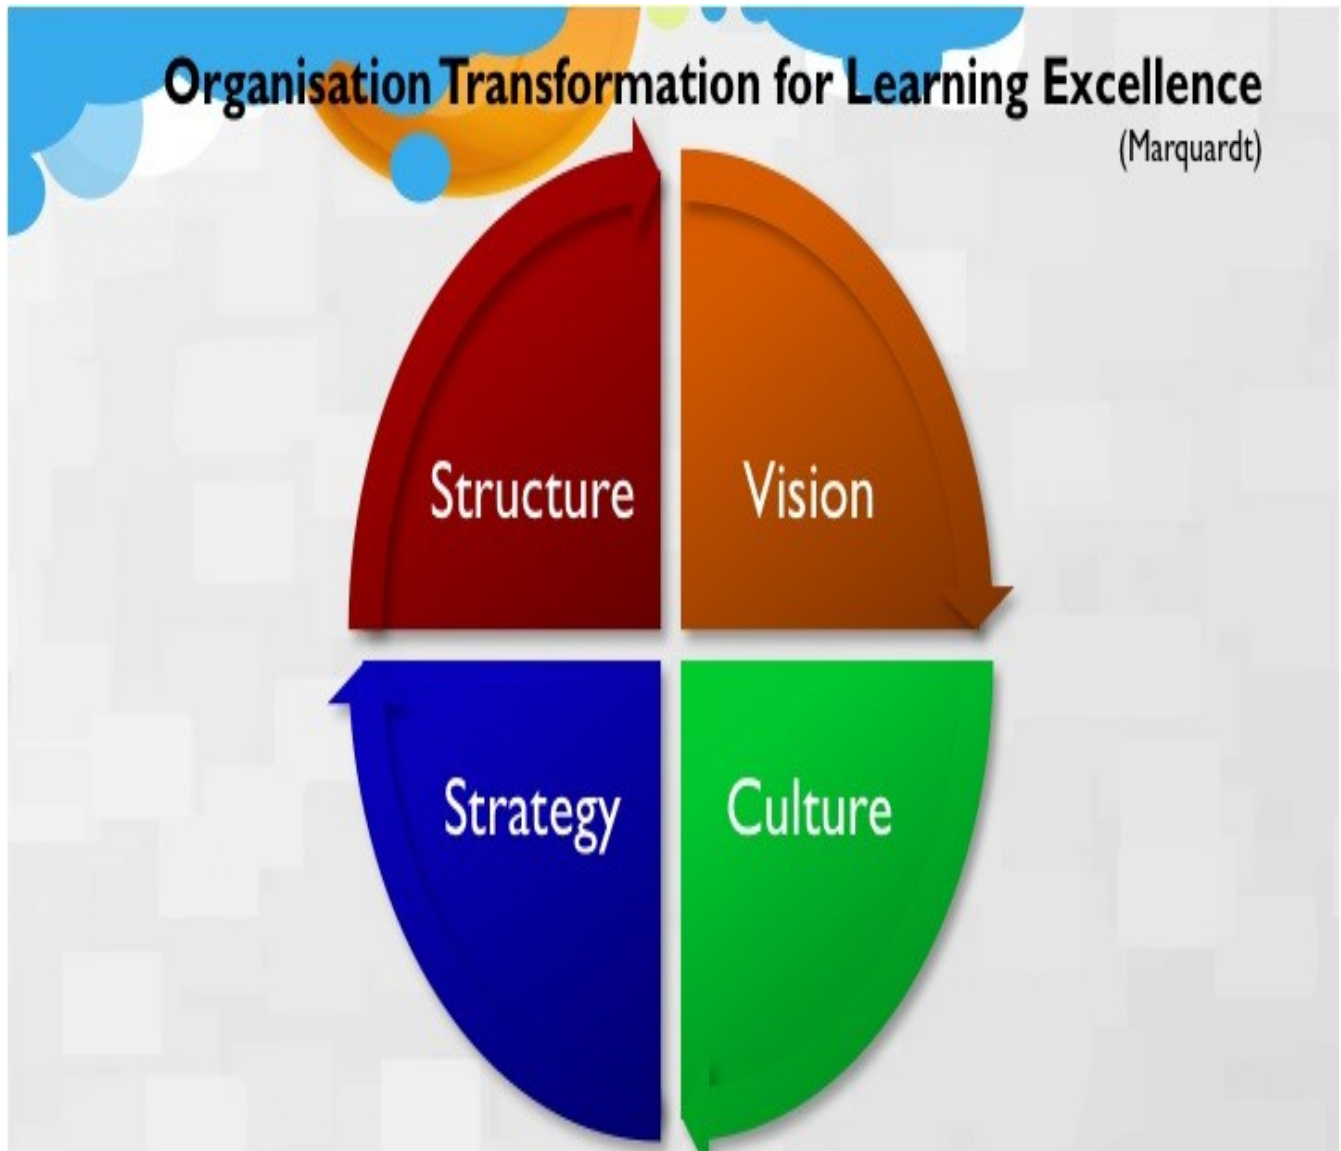 Organisation Transformation for Learning Excellence
(Marquardt)
Structure
Vision
Strategy
Culture